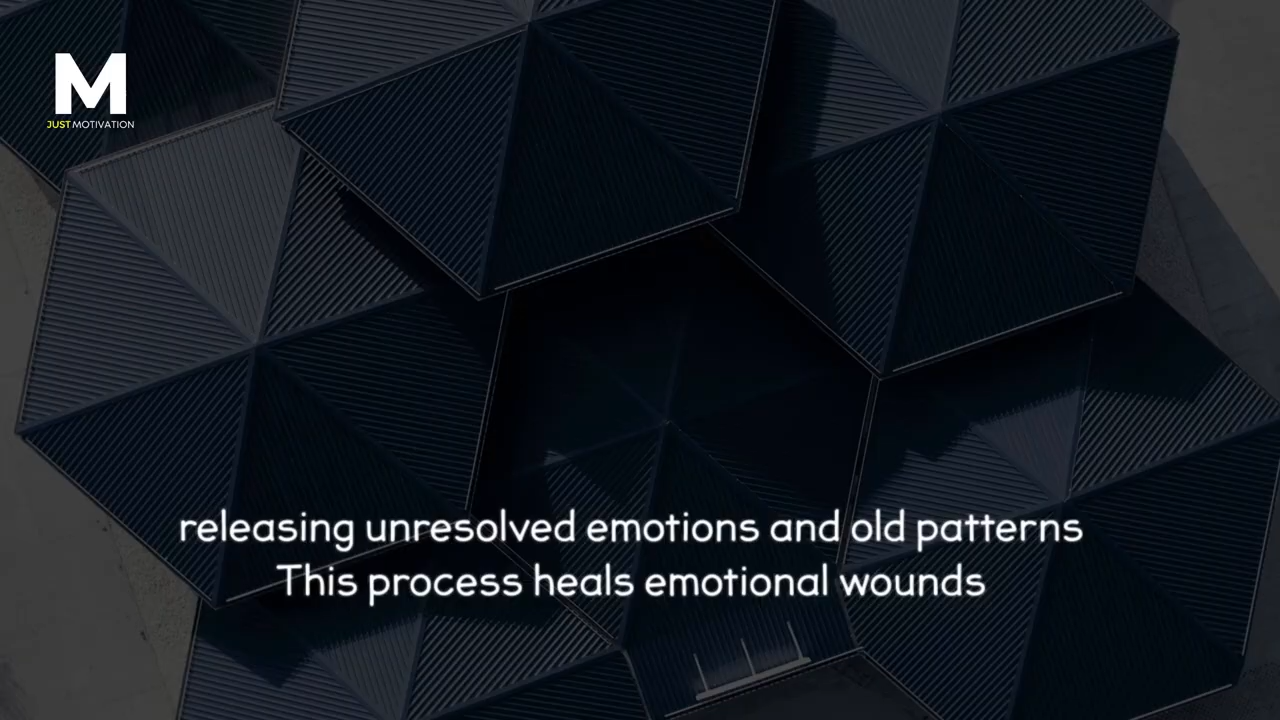 M
JUST MOTIVATION
releasing unresolved emotions and old patterns
This process heals emotional wounds